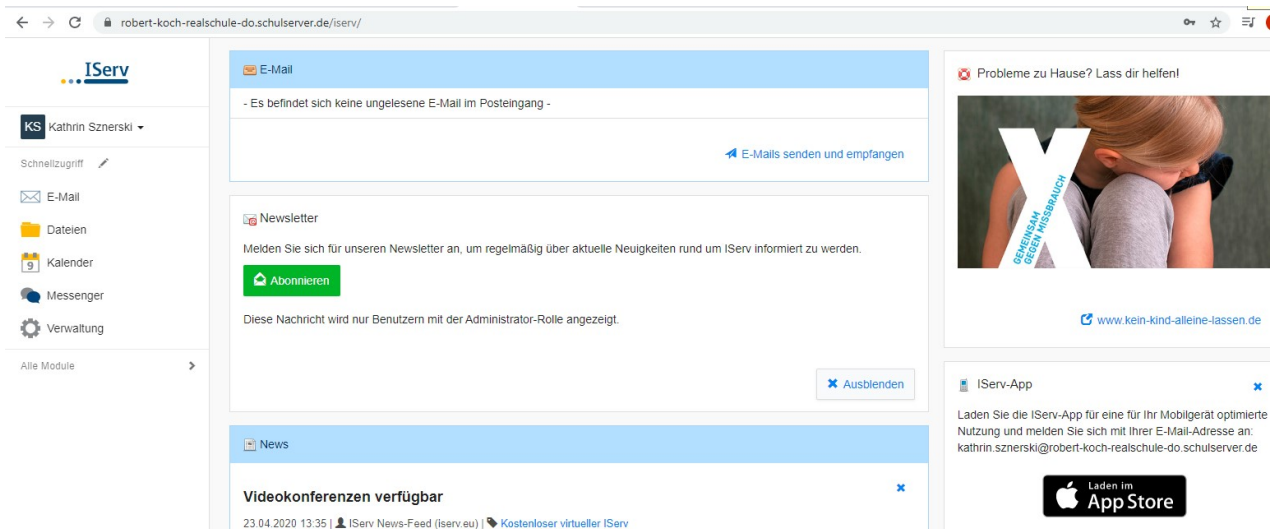 robert-koch-realschule-do.schulserver.de/iserv/
IServ
KS Kathrin Sznerski
Schnellzugriff
E-Mail
Dateien
9 Kalender
Messenger
Verwaltung
Alle Module
E-Mail
- Es befindet sich keine ungelesene E-Mail im Posteingang -
E-Mails senden und empfangen
Newsletter
Melden Sie sich für unseren Newsletter an, um regelmäßig über aktuelle Neuigkeiten rund um IServ informiert zu werden.
Abonnieren
Diese Nachricht wird nur Benutzern mit der Administrator-Rolle angezeigt.
Ausblenden
News
Videokonferenzen verfügbar
23.04.2020 13:35 | IServ News-Feed (iserv.eu) | Kostenloser virtueller IServ
Probleme zu Hause? Lass dir helfen!
GEMEINSAM
GEGEN MISSBRAUCH
www.kein-kind-alleine-lassen.de
IServ-App
Laden Sie die IServ-App für eine für Ihr Mobilgerät optimierte
Nutzung und melden Sie sich mit Ihrer E-Mail-Adresse an:
kathrin.sznerski@robert-koch-realschule-do.schulserver.de
Laden im
App Store